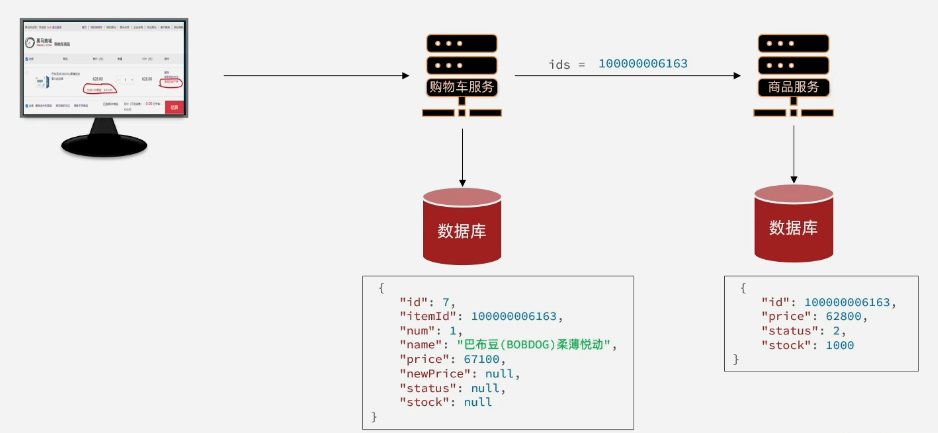 ids = 100000006163
购物车服务
商品服务
数据库
数据库
{
"id": 7,
"itemId": 100000006163,
"num": 1,
"name": "巴布豆(BOBDOG)柔薄悦动",
"price": 67100,
"newPrice": null,
"status": null,
"stock": null
}
{
"id": 100000006163,
"price": 62800,
"status": 2,
"stock": 1000
}